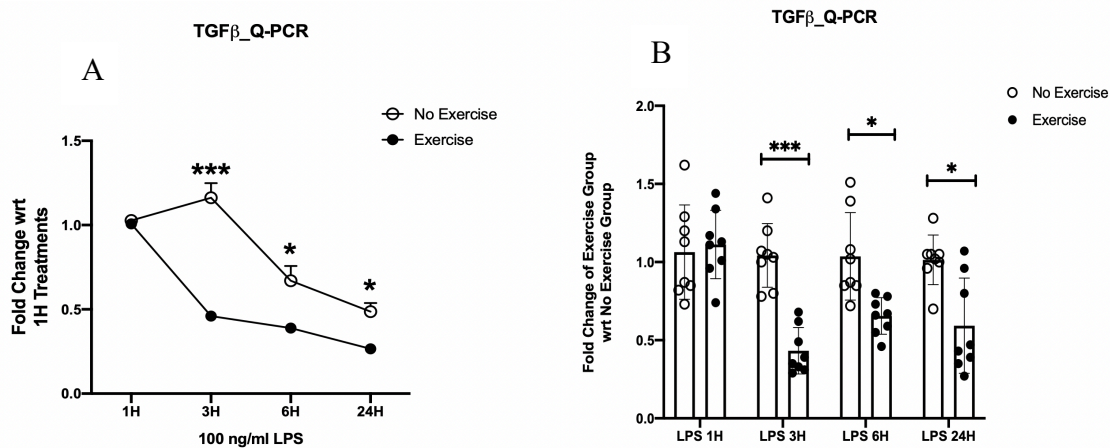 TGFβ_Q-PCR
A
No Exercise
Exercise
***
*
*
1.5
1.0
0.5
0.0
Fold Change wrt
1H Treatments
1H 3H 6H 24H
100 ng/ml LPS
TGFβ_Q-PCR
B
No Exercise
Exercise
***
*
*
2.0
1.5
1.0
0.5
0.0
Fold Change of Exercise Group
wrt No Exercise Group
LPS 1H LPS 3H LPS 6H LPS 24H